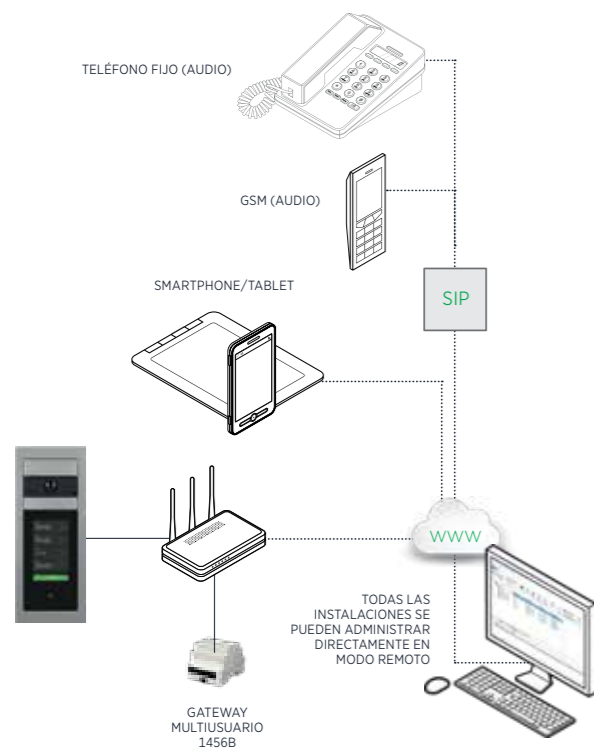 TELÉFONO FIJO (AUDIO)
GSM (AUDIO)
SMARTPHONE/TABLET
SIP
WWW
TODAS LAS
INSTALACIONES SE
PUEDEN ADMINISTRAR
DIRECTAMENTE EN
MODO REMOTO
GATEWAY
MULTIUSUARIO
1456B